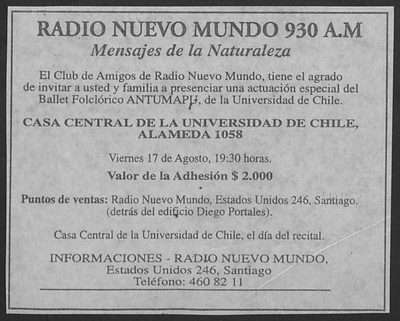 RADIO NUEVO MUNDO 930 A.M
Mensajes de la Naturaleza
El Club de Amigos de Radio Nuevo Mundo, tiene el agrado
de invitar a usted y familia a presenciar una actuación especial del
Ballet Folclórico ANTUMAPU, de la Universidad de Chile.
CASA CENTRAL DE LA UNIVERSIDAD DE CHILE,
ALAMEDA 1058
Viernes 17 de Agosto, 19:30 horas.
Valor de la Adhesión $ 2.000
Puntos de ventas: Radio Nuevo Mundo, Estados Unidos 246, Santiago.
(detrás del edificio Diego Portales).
Casa Central de la Universidad de Chile, el día del recital.
INFORMACIONES - RADIO NUEVO MUNDO,
Estados Unidos 246, Santiago
Teléfono: 460 82 11